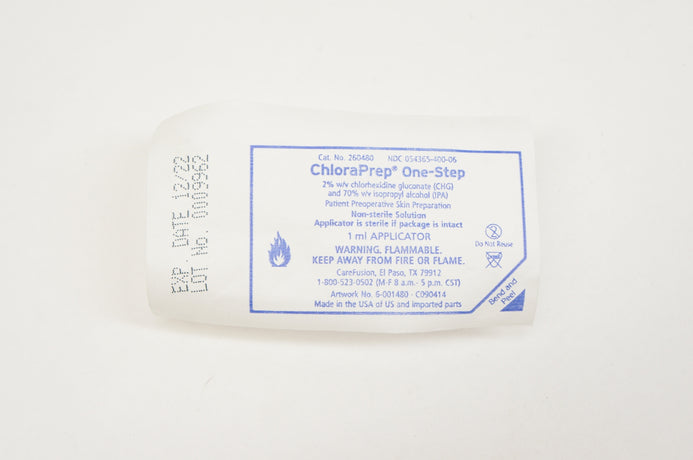 EXP. DATE 12/22
LOT No. 0009962
Cat. No. 260480 NDC 054365-400-06
ChloraPrep® One-Step
2% w/v chlorhexidine gluconate (CHG)
and 70% w/v isopropyl alcohol (IPA)
Patient Preoperative Skin Preparation
Non-sterile Solution
Applicator is sterile if package is intact
1 ml APPLICATOR
WARNING. FLAMMABLE.
KEEP AWAY FROM FIRE OR FLAME.
CareFusion, El Paso, TX 79912
1-800-523-0502 (M-F 8 a.m. - 5 p.m. CST)
Artwork No. 6-001480 - C090414
Made in the USA of US and imported parts
2
Do Not Reuse
Bend and
Peel